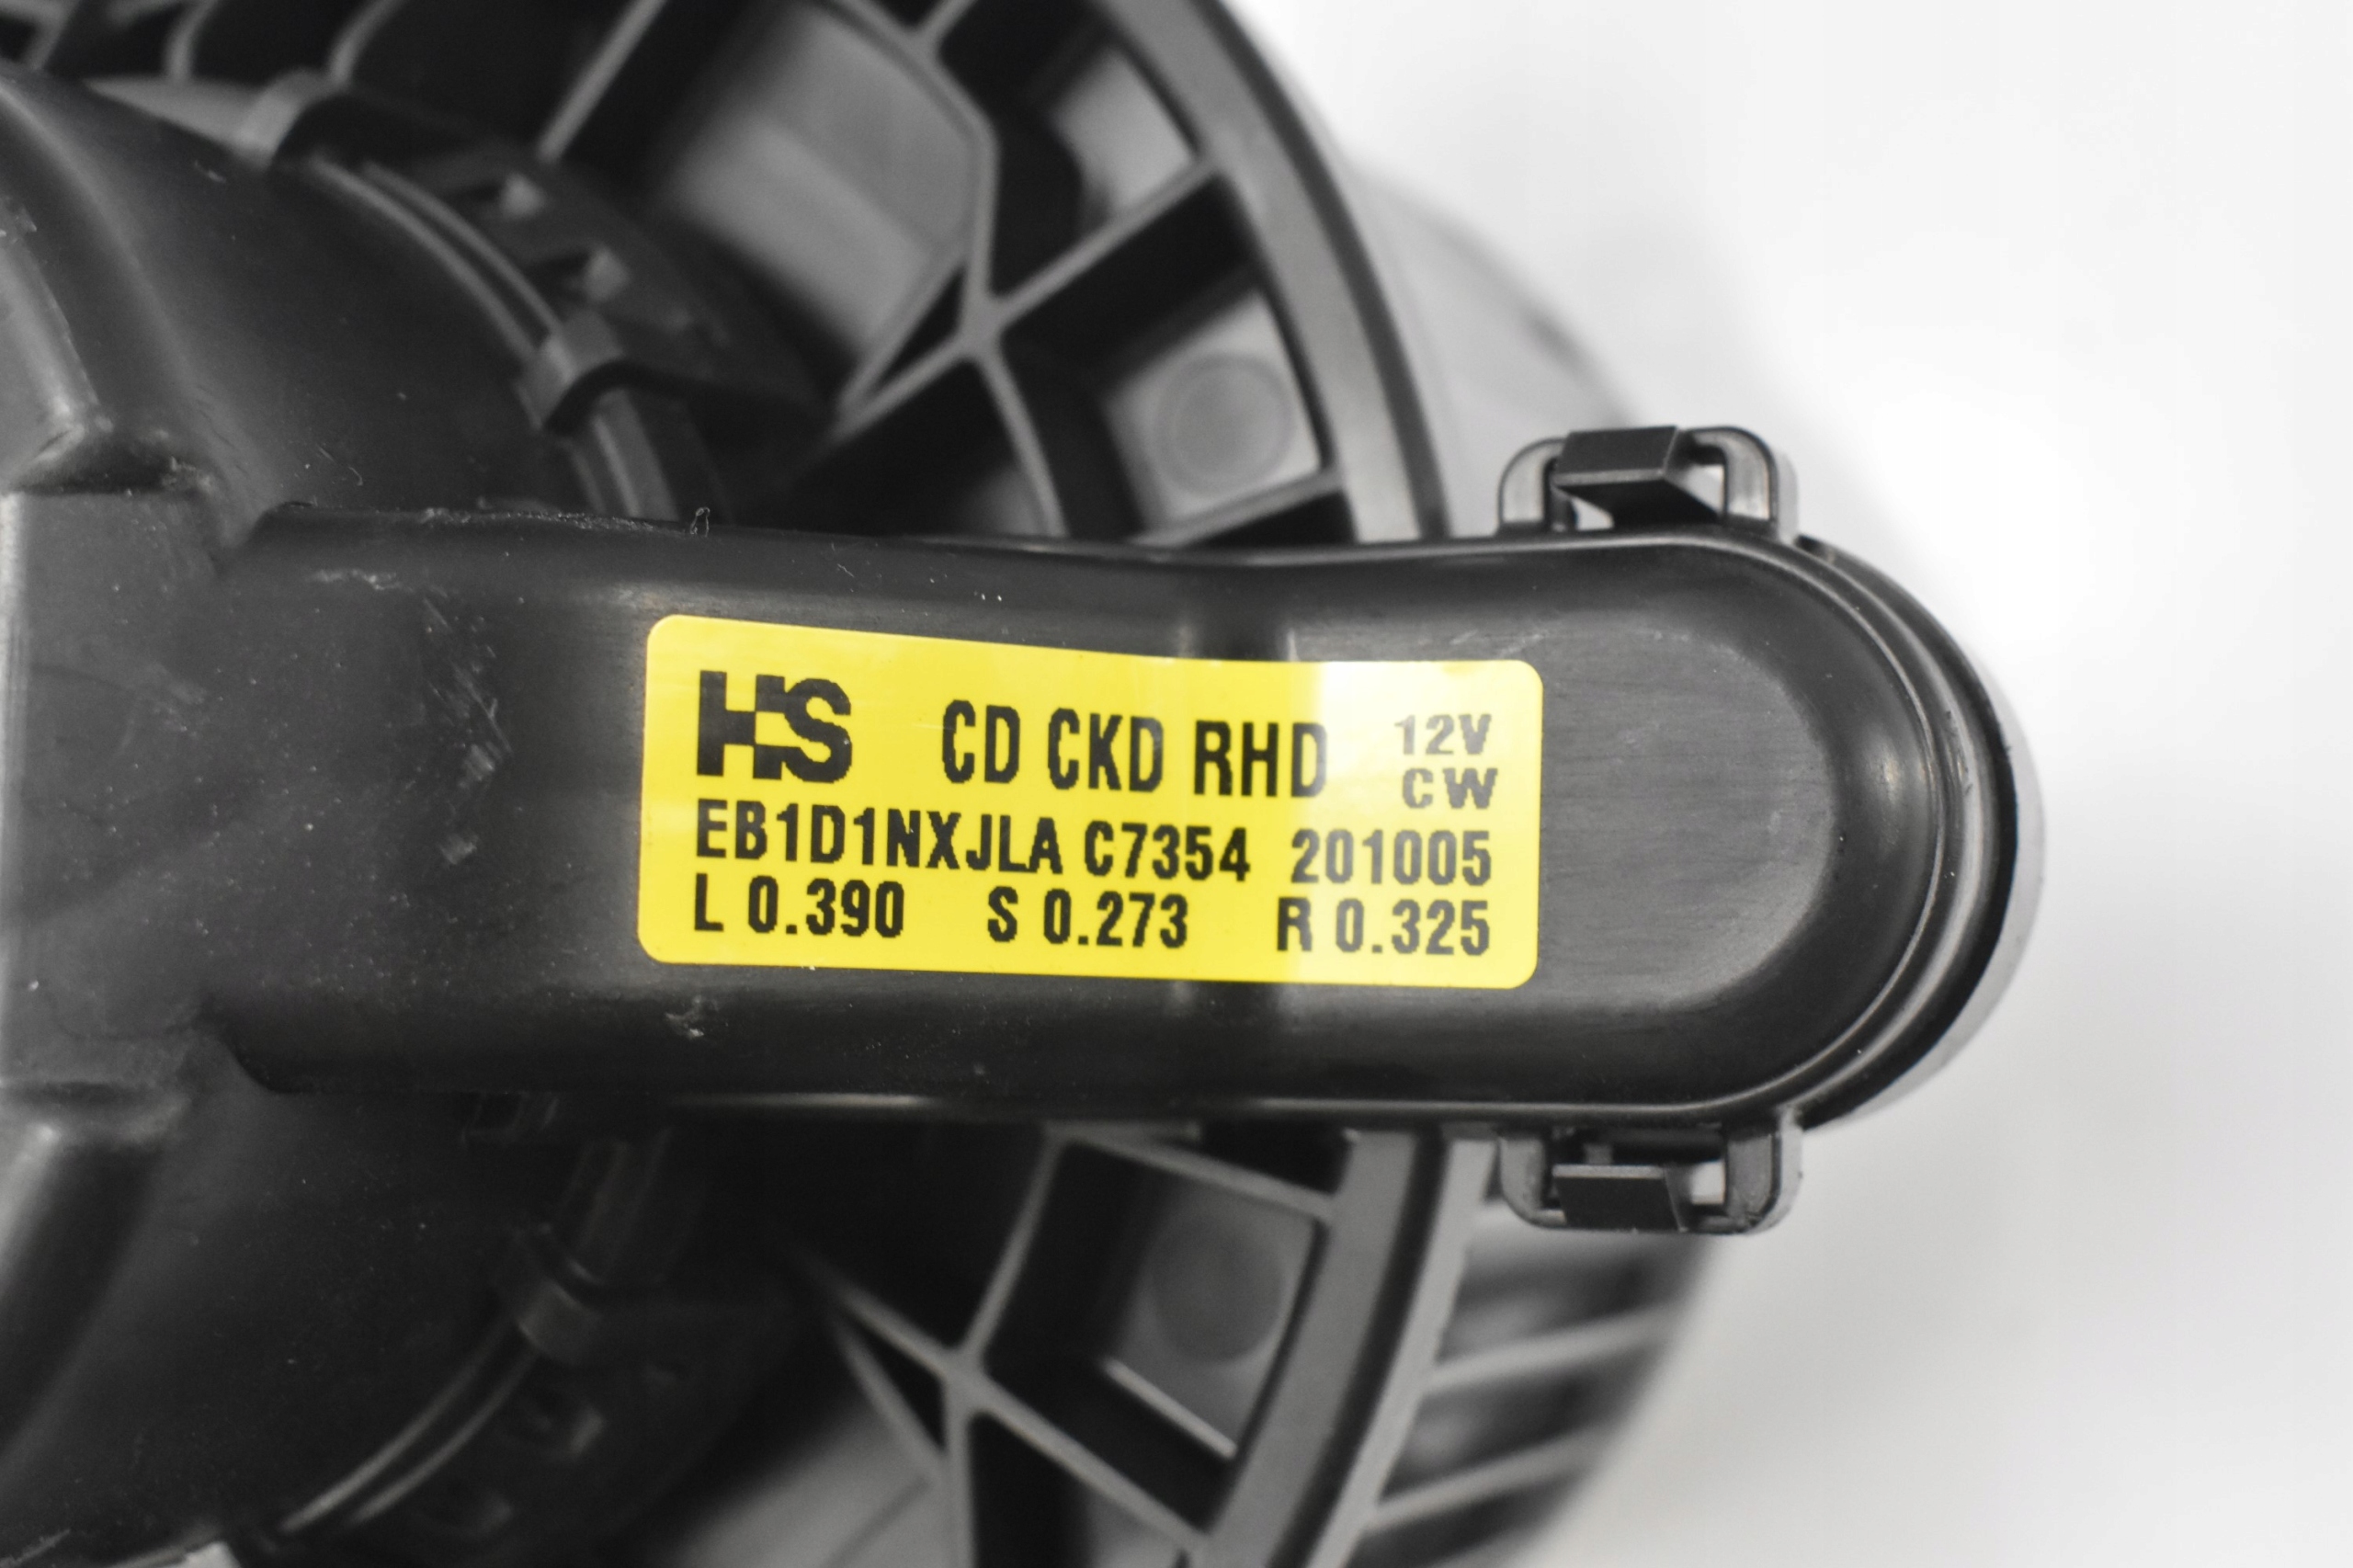 HS CD CKD RHD 12V
CW
EB1D1NXJLA C7354 201005
L 0.390 S 0.273 R 0.325